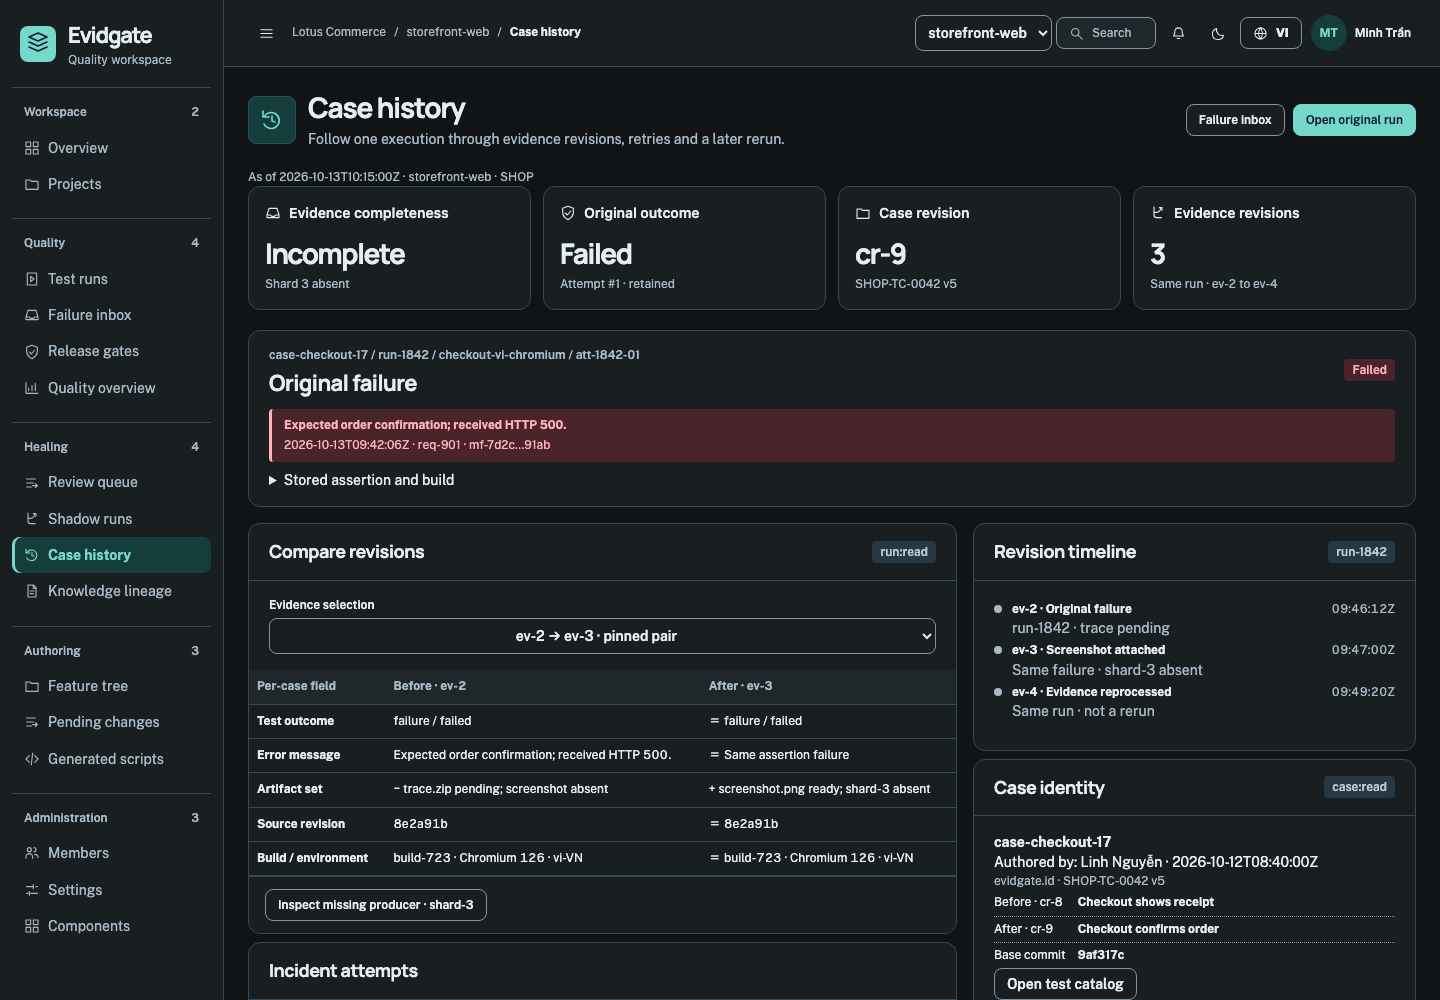 Evidgate
Quality workspace
Workspace 2
Overview
Projects
Quality 4
Test runs
Failure inbox
Release gates
Quality overview
Healing 4
Review queue
Shadow runs
Case history
Knowledge lineage
Authoring 3
Feature tree
Pending changes
Generated scripts
Administration 3
Members
Settings
Components
Lotus Commerce / storefront-web / Case history
storefront-web
Search
VI
MT
Minh Trần
Case history
Follow one execution through evidence revisions, retries and a later rerun.
Failure inbox
Open original run
As of 2026-10-13T10:15:00Z · storefront-web · SHOP
Evidence completeness
Incomplete
Shard 3 absent
Original outcome
Failed
Attempt #1 · retained
Case revision
cr-9
SHOP-TC-0042 v5
Evidence revisions
3
Same run · ev-2 to ev-4
case-checkout-17 / run-1842 / checkout-vi-chromium / att-1842-01
Original failure
Failed
Expected order confirmation; received HTTP 500.
2026-10-13T09:42:06Z · req-901 · mf-7d2c…91ab
Stored assertion and build
Compare revisions
run:read
Evidence selection
ev-2 → ev-3 · pinned pair
Per-case field Before · ev-2 After · ev-3
Test outcome failure / failed = failure / failed
Error message Expected order confirmation; received HTTP 500. = Same assertion failure
Artifact set − trace.zip pending; screenshot absent + screenshot.png ready; shard-3 absent
Source revision 8e2a91b = 8e2a91b
Build / environment build-723 · Chromium 126 · vi-VN = build-723 · Chromium 126 · vi-VN
Inspect missing producer · shard-3
Incident attempts
Revision timeline
run-1842
ev-2 · Original failure 09:46:12Z
run-1842 · trace pending
ev-3 · Screenshot attached 09:47:00Z
Same failure · shard-3 absent
ev-4 · Evidence reprocessed 09:49:20Z
Same run · not a rerun
Case identity
case:read
case-checkout-17
Authored by: Linh Nguyễn · 2026-10-12T08:40:00Z
evidgate.id · SHOP-TC-0042 v5
Before · cr-8 Checkout shows receipt
After · cr-9 Checkout confirms order
Base commit 9af317c
Open test catalog